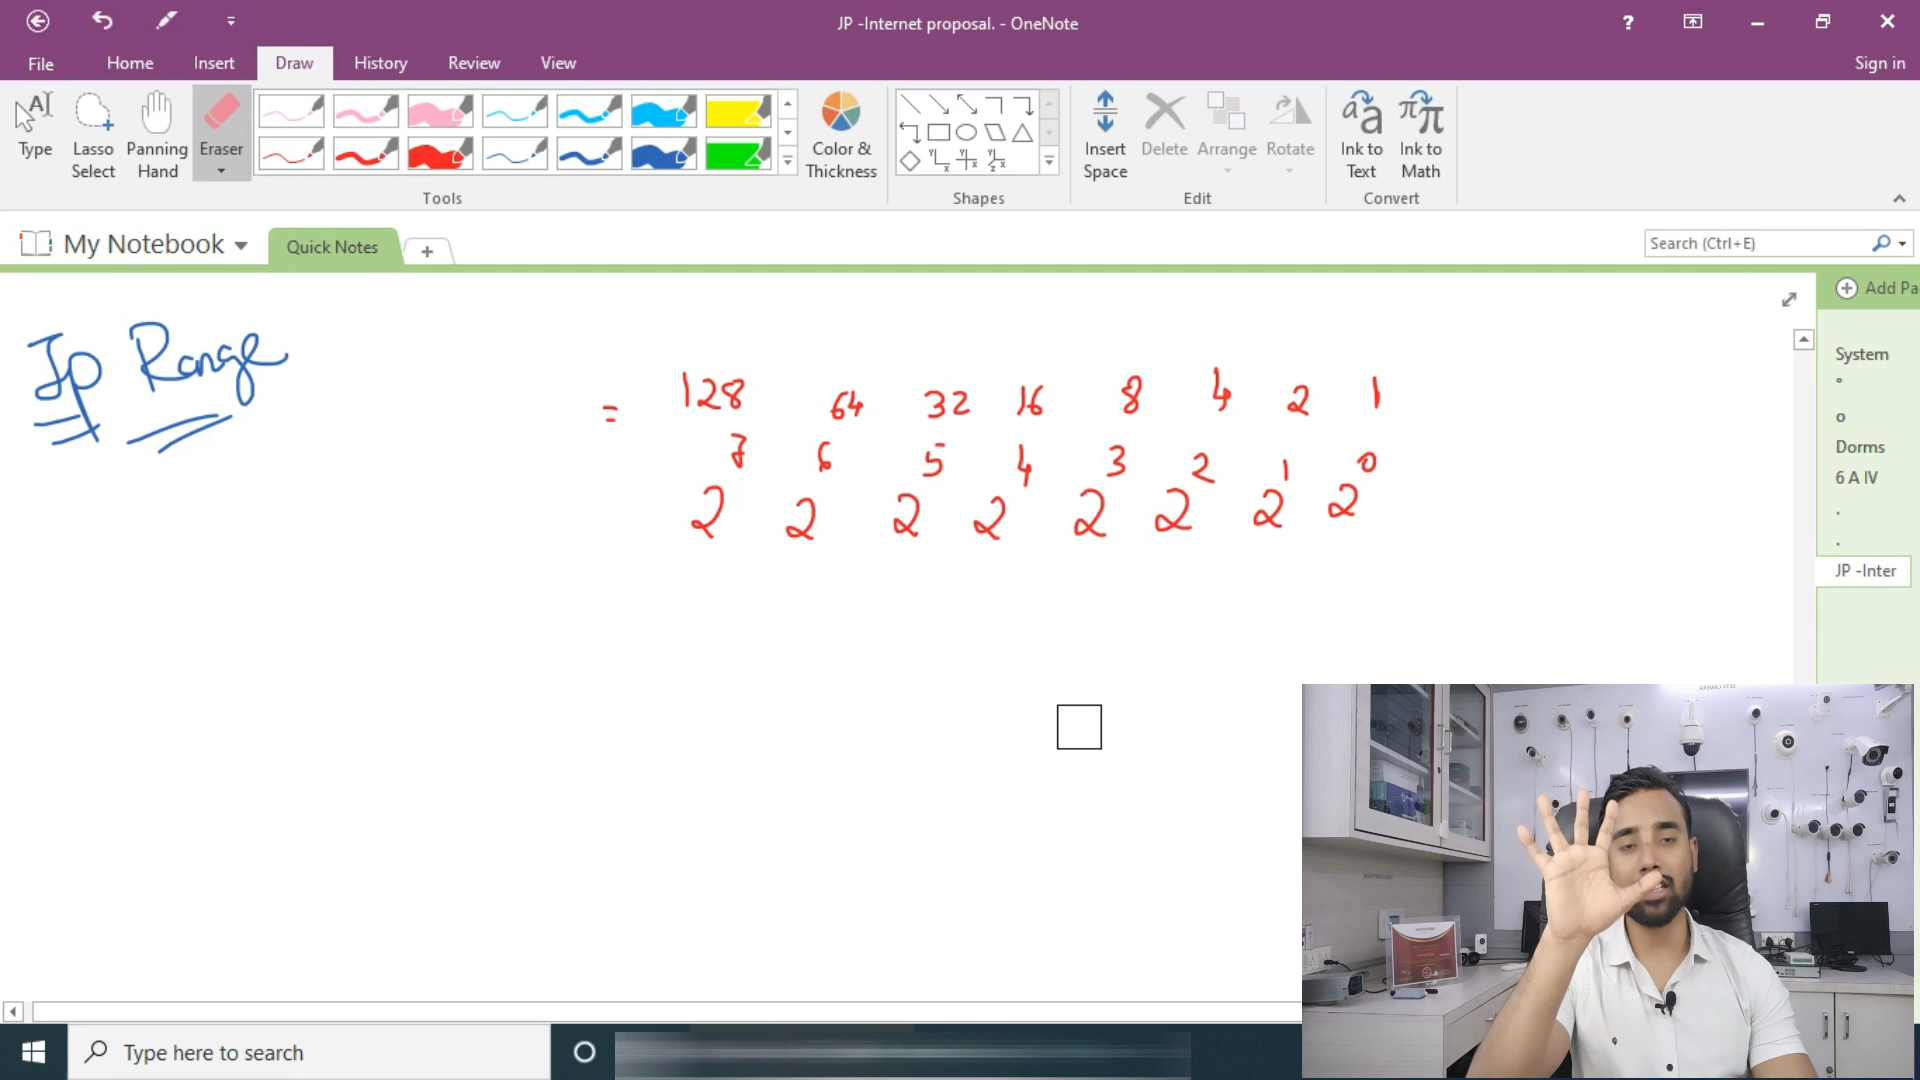 JP -Internet proposal. - OneNote
?
File Home Insert Draw History Review View
Sign in
Type
Lasso Select
Panning Hand
Eraser
Color & Thickness
Insert Space
Delete
Arrange
Rotate
Ink to Text
Ink to Math
Tools
Shapes
Edit
Convert
My Notebook
Quick Notes
+
Search (Ctrl+E)
Add Pa
Ip Range
= 128 64 32 16 8 4 2 1
7 6 5 4 3 2 1 0
2 2 2 2 2 2 2 2
System
Dorms
6 A IV
JP -Inter
Type here to search